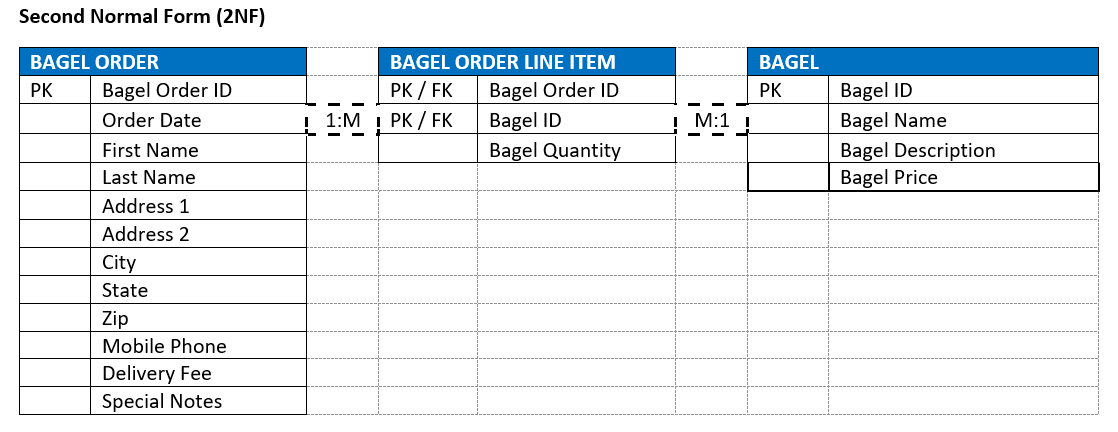 Second Normal Form (2NF)
BAGEL ORDER BAGEL ORDER LINE ITEM BAGEL
PK Bagel Order ID PK / FK Bagel Order ID PK Bagel ID
Order Date 1:M PK / FK Bagel ID M:1 Bagel Name
First Name Bagel Quantity Bagel Description
Last Name Bagel Price
Address 1
Address 2
City
State
Zip
Mobile Phone
Delivery Fee
Special Notes